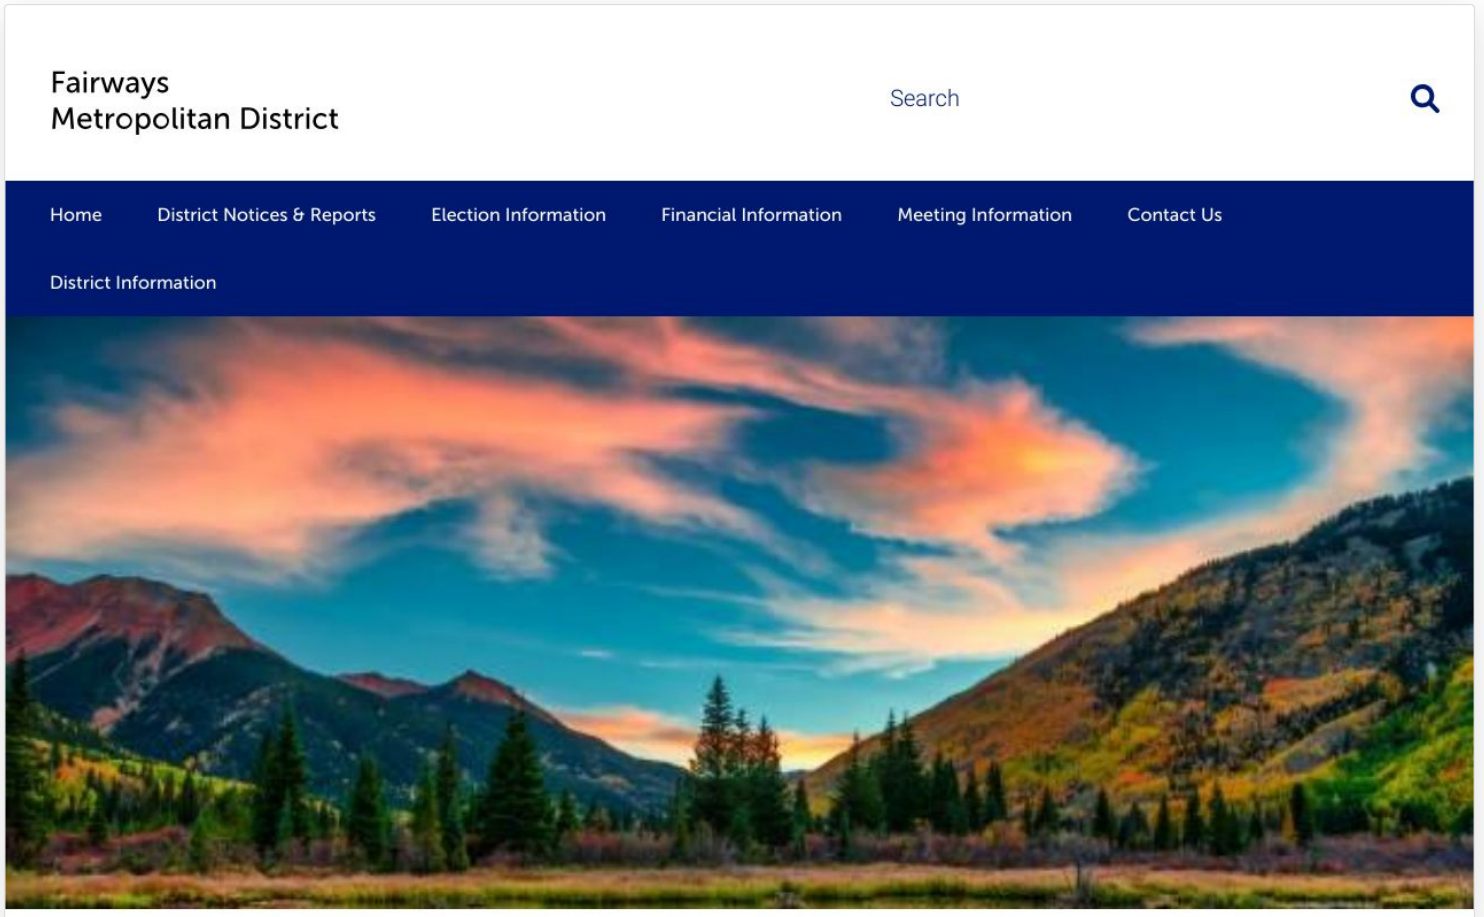 Fairways
Metropolitan District
Search
Home District Notices & Reports Election Information Financial Information Meeting Information Contact Us
District Information